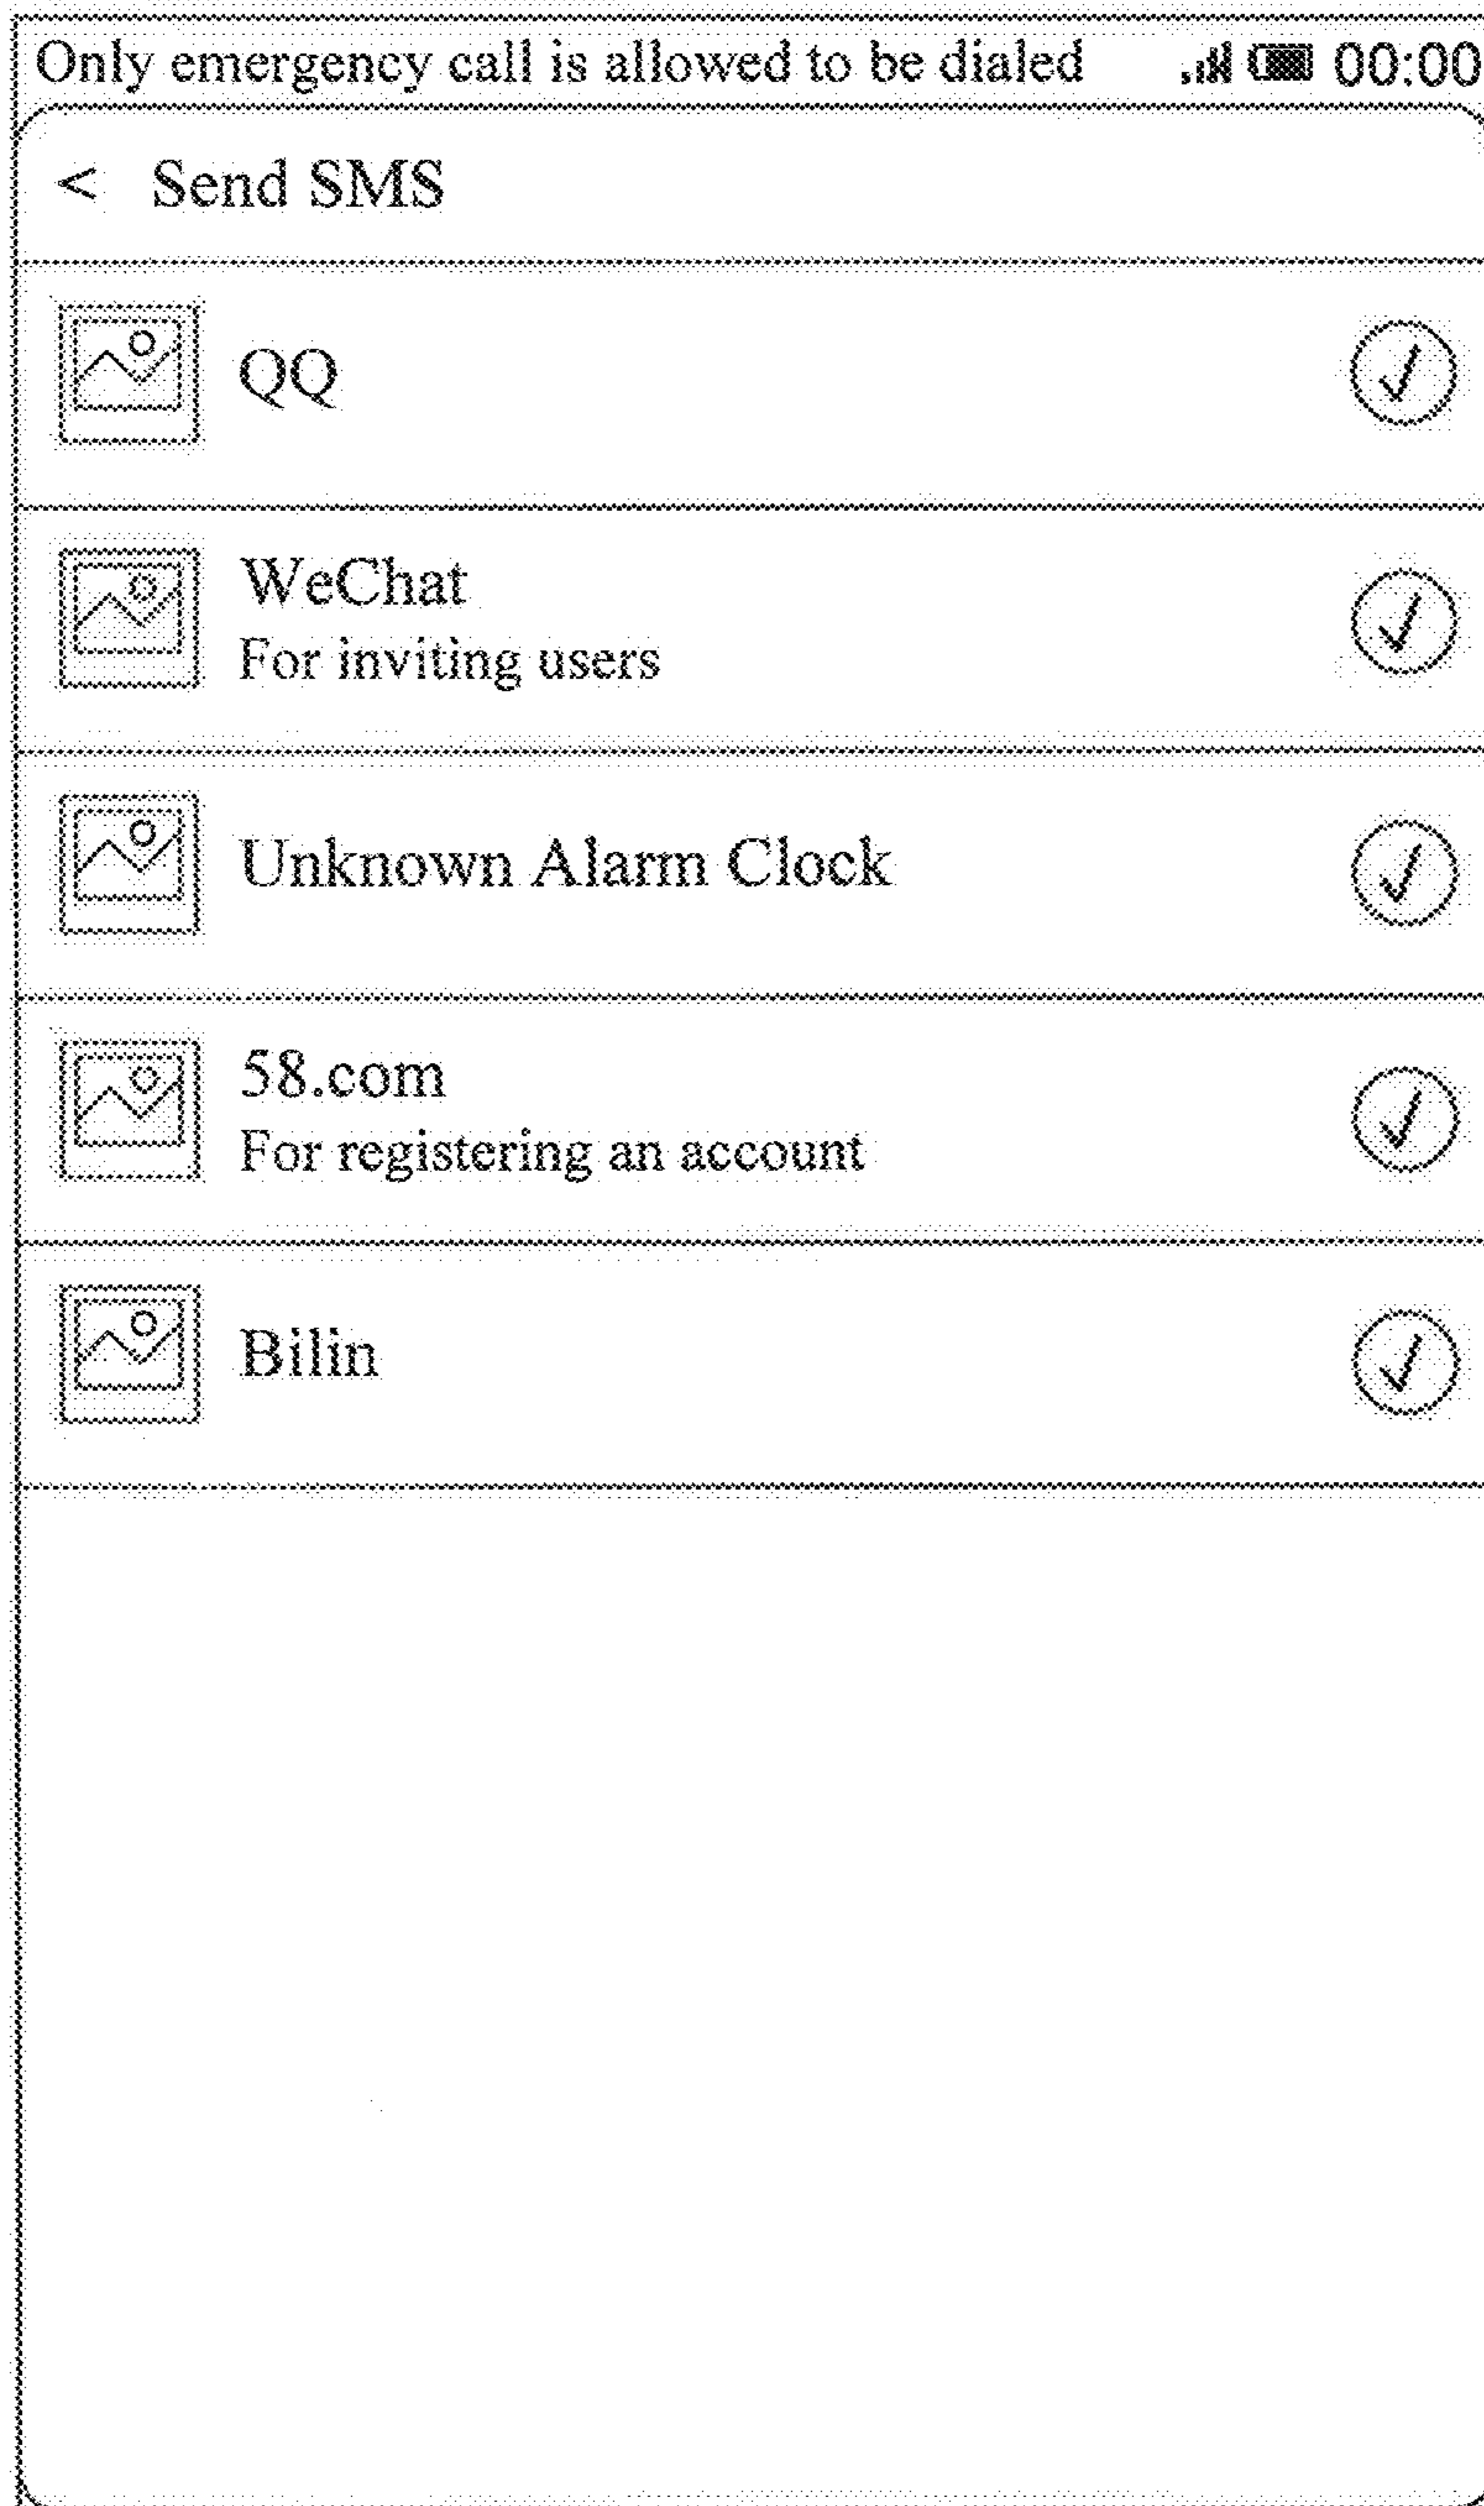 Only emergency call is allowed to be dialed 00:00
< Send SMS
QQ
WeChat
For inviting users
Unknown Alarm Clock
58.com
For registering an account
Bilin